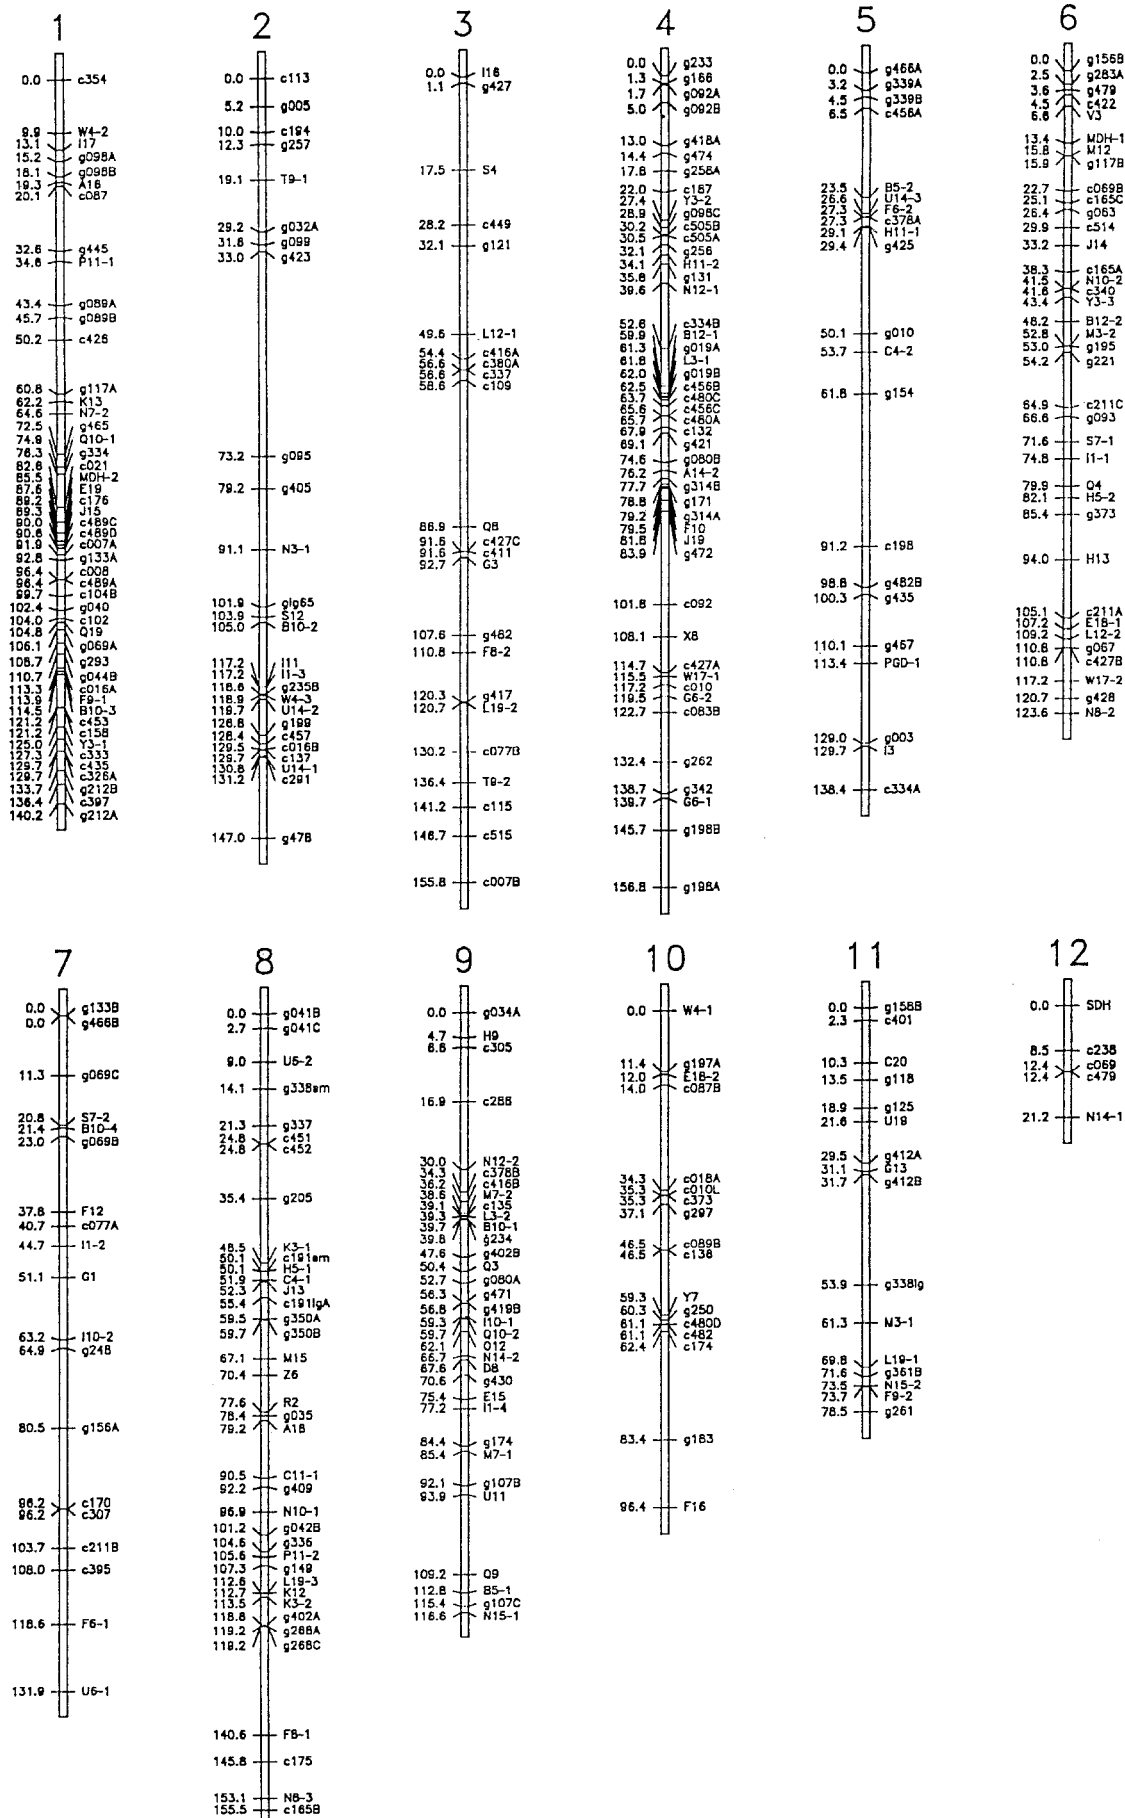 1
0.0 c354
9.9 W4-2
13.1 I17
15.2 g098A
18.1 g098B
19.3 A16
20.1 c087
32.6 g445
34.6 P11-1
43.4 g089A
45.7 g089B
50.2 c426
60.8 g117A
62.2 K13
64.6 N7-2
72.5 g465
74.9 Q10-1
76.3 g334
82.6 c021
85.5 MDH-2
87.6 E19
89.2 c176
89.3 J15
90.0 c489C
90.6 c489D
91.9 c007A
92.8 g133A
96.4 c008
96.4 c489A
99.7 c104B
102.4 g040
104.0 c102
104.8 Q19
106.1 g069A
108.7 g293
110.7 g044B
113.3 c016A
113.9 F9-1
114.5 B10-3
121.2 c453
121.2 c158
125.0 Y3-1
127.3 c333
129.7 c435
129.7 c326A
133.7 g212B
136.4 c397
140.2 g212A
2
0.0 c113
5.2 g005
10.0 c194
12.3 g257
19.1 T9-1
29.2 g032A
31.8 g099
33.0 g423
73.2 g095
79.2 g405
91.1 N3-1
101.9 glg65
103.9 S12
105.0 B10-2
117.2 I11
117.2 I1-3
118.6 g235B
118.9 W4-3
119.7 U14-2
126.8 g199
128.4 c457
129.5 c016B
129.7 c137
130.8 U14-1
131.2 c291
147.0 g478
3
0.0 I16
1.1 g427
17.5 S4
28.2 c449
32.1 g121
49.6 L12-1
54.4 c416A
56.6 c380A
56.6 c337
58.6 c109
86.9 Q8
91.6 c427C
91.6 c411
92.7 G3
107.6 g462
110.8 F8-2
120.3 g417
120.7 L19-2
130.2 c077B
136.4 T9-2
141.2 c115
146.7 c515
155.8 c007B
4
0.0 g233
1.3 g166
1.7 g092A
5.0 g092B
13.0 g418A
14.4 g474
17.8 g258A
22.0 c187
27.4 Y3-2
28.9 g098C
30.2 c505B
30.5 c505A
32.1 g256
34.1 H11-2
35.8 g131
39.6 N12-1
52.6 c334B
59.9 B12-1
61.3 g019A
61.8 L3-1
62.0 g019B
62.5 c456B
63.7 c480C
65.6 c456C
65.7 c480A
67.9 c132
69.1 g421
74.6 g080B
76.2 A14-2
77.7 g314B
78.8 g171
79.2 g314A
79.5 F10
81.8 J19
83.9 g472
101.8 c092
108.1 X8
114.7 c427A
115.5 W17-1
117.2 c010
119.5 G6-2
122.7 c083B
132.4 g262
138.7 g342
139.7 G6-1
145.7 g198B
156.8 g198A
5
0.0 g466A
3.2 g339A
4.5 g339B
6.5 c456A
23.5 B5-2
26.6 U14-3
27.3 F6-2
27.3 c378A
29.1 H11-1
29.4 g425
50.1 g010
53.7 C4-2
61.8 g154
91.2 c198
98.8 g482B
100.3 g435
110.1 g467
113.4 PGD-1
129.0 g003
129.7 I3
138.4 c334A
6
0.0 g156B
2.5 g283A
3.6 g479
4.5 c422
6.6 V3
13.4 MDH-1
15.8 M12
15.9 g117B
22.7 c069B
25.1 c165C
26.4 g063
29.9 c514
33.2 J14
38.3 c165A
41.5 N10-2
41.6 c340
43.4 Y3-3
48.2 B12-2
52.8 M3-2
53.0 g195
54.2 g221
64.9 c211C
66.6 g093
71.6 S7-1
74.8 I1-1
79.9 Q4
82.1 H5-2
85.4 g373
94.0 H13
105.1 c211A
107.2 E18-1
109.2 L12-2
110.8 g067
110.8 c427B
117.2 W17-2
120.7 g428
123.6 N8-2
7
0.0 g133B
0.0 g466B
11.3 g069C
20.8 S7-2
21.4 B10-4
23.0 g069B
37.8 F12
40.7 c077A
44.7 I1-2
51.1 G1
63.2 I10-2
64.9 g248
80.5 g156A
96.2 c170
96.2 c307
103.7 c211B
108.0 c395
118.6 F6-1
131.9 U6-1
8
0.0 g041B
2.7 g041C
9.0 U6-2
14.1 g338sm
21.3 g337
24.8 c451
24.8 c452
35.4 g205
48.5 K3-1
50.1 c191sm
50.1 H5-1
51.9 C4-1
52.3 J13
55.4 c191lgA
59.5 g350A
59.7 g350B
67.1 M15
70.4 Z6
77.6 R2
78.4 g035
79.2 A18
90.5 C11-1
92.2 g409
96.9 N10-1
101.2 g042B
104.6 g336
105.6 P11-2
107.3 g149
112.6 L19-3
112.7 K12
113.5 K3-2
118.8 g402A
119.2 g268A
119.2 g268C
140.6 F8-1
145.8 c175
153.1 N8-3
155.5 c165B
9
0.0 g034A
4.7 H9
6.6 c305
16.9 c288
30.0 N12-2
34.3 c378B
36.2 c416B
38.6 M7-2
39.1 c135
39.3 L3-2
39.7 B10-1
39.8 g234
47.6 g402B
50.4 Q3
52.7 g080A
56.3 g471
56.8 g419B
59.3 I10-1
59.7 Q10-2
62.1 Q12
66.7 N14-2
67.6 D8
70.6 g430
75.4 E15
77.2 I1-4
84.4 g174
85.4 M7-1
92.1 g107B
93.9 U11
109.2 Q9
112.8 B5-1
115.4 g107C
116.6 N15-1
10
0.0 W4-1
11.4 g197A
12.0 E18-2
14.0 c087B
34.3 c018A
35.3 c010L
35.3 c373
37.1 g297
46.5 c089B
46.5 c138
59.3 Y7
60.3 g250
61.1 c480D
61.1 c482
62.4 c174
83.4 g183
96.4 F16
11
0.0 g158B
2.3 c401
10.3 C20
13.5 g118
18.9 g125
21.6 U19
29.5 g412A
31.1 G13
31.7 g412B
53.9 g338lg
61.3 M3-1
69.8 L19-1
71.6 g361B
73.5 N15-2
73.7 F9-2
78.5 g261
12
0.0 SDH
8.5 c238
12.4 c069
12.4 c479
21.2 N14-1